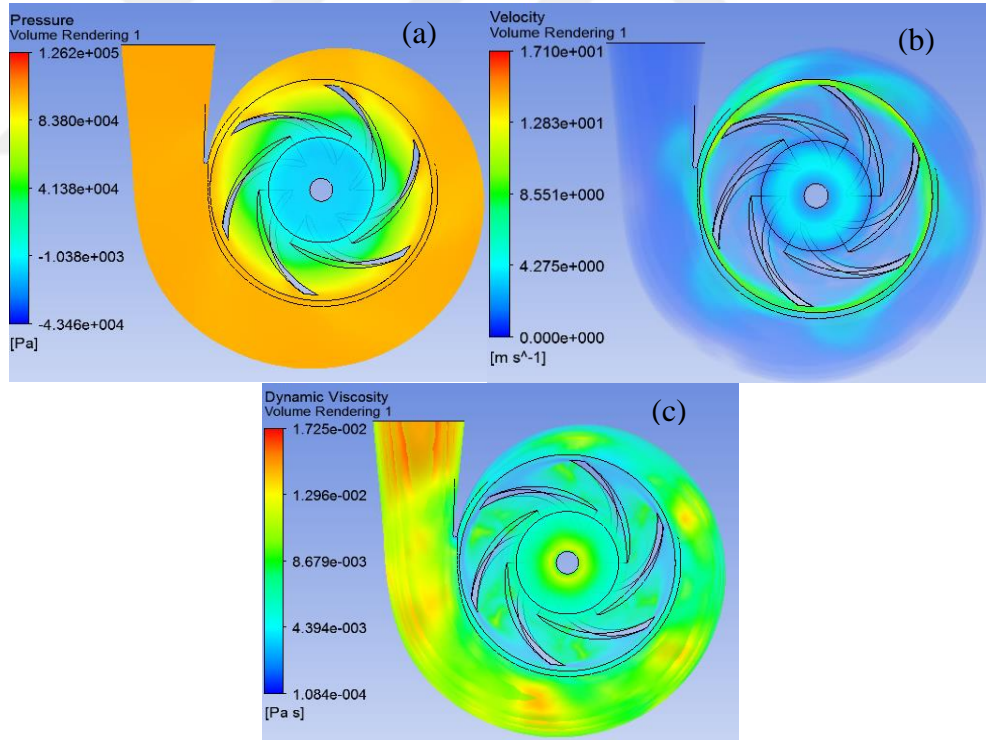 Pressure
Volume Rendering 1
(a)
1.262e+005
8.380e+004
4.138e+004
-1.038e+003
-4.346e+004
[Pa]
Velocity
Volume Rendering 1
(b)
1.710e+001
1.283e+001
8.551e+000
4.275e+000
0.000e+000
[m s^-1]
Dynamic Viscosity
Volume Rendering 1
(c)
1.725e-002
1.296e-002
8.679e-003
4.394e-003
1.084e-004
[Pa s]